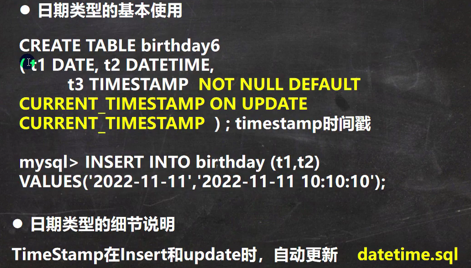 ● 日期类型的基本使用
CREATE TABLE birthday6
( t1 DATE, t2 DATETIME,
t3 TIMESTAMP NOT NULL DEFAULT
CURRENT_TIMESTAMP ON UPDATE
CURRENT_TIMESTAMP ) ; timestamp时间戳
mysql> INSERT INTO birthday (t1,t2)
VALUES('2022-11-11','2022-11-11 10:10:10');
● 日期类型的细节说明
TimeStamp在Insert和update时，自动更新 datetime.sql